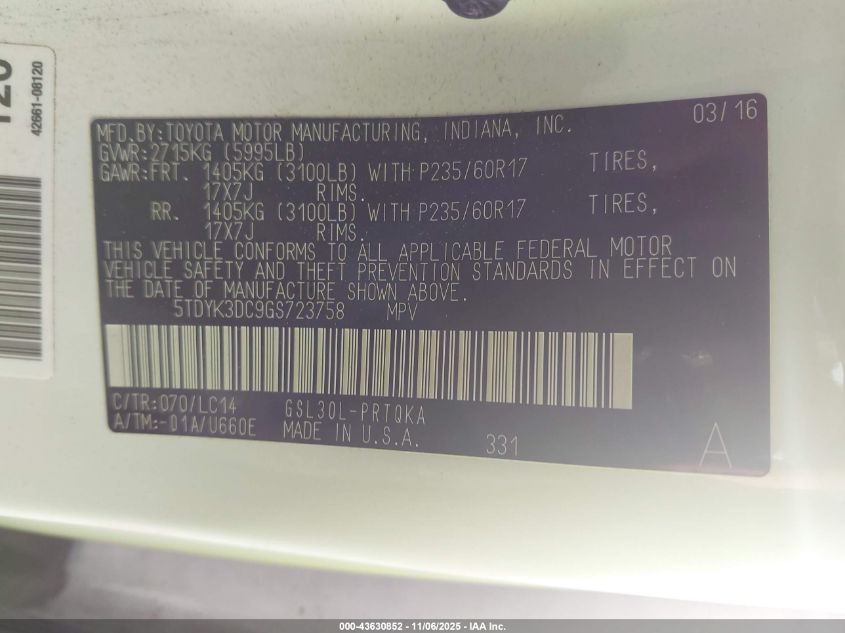 42661-08120
03/16
MFD.BY:TOYOTA MOTOR MANUFACTURING, INDIANA, INC.
GVWR:2715KG (5995LB)
GAWR:FRT. 1405KG (3100LB) WITH P235/60R17 TIRES,
17X7J RIMS.
RR. 1405KG (3100LB) WITH P235/60R17 TIRES,
17X7J RIMS.
THIS VEHICLE CONFORMS TO ALL APPLICABLE FEDERAL MOTOR
VEHICLE SAFETY AND THEFT PREVENTION STANDARDS IN EFFECT ON
THE DATE OF MANUFACTURE SHOWN ABOVE.
5TDYK3DC9GS723758 MPV
C/TR:070/LC14 GSL30L-PRTQKA
A/TM:-01A/U660E MADE IN U.S.A. 331 A
000-43630852 - 11/06/2025 - IAA Inc.